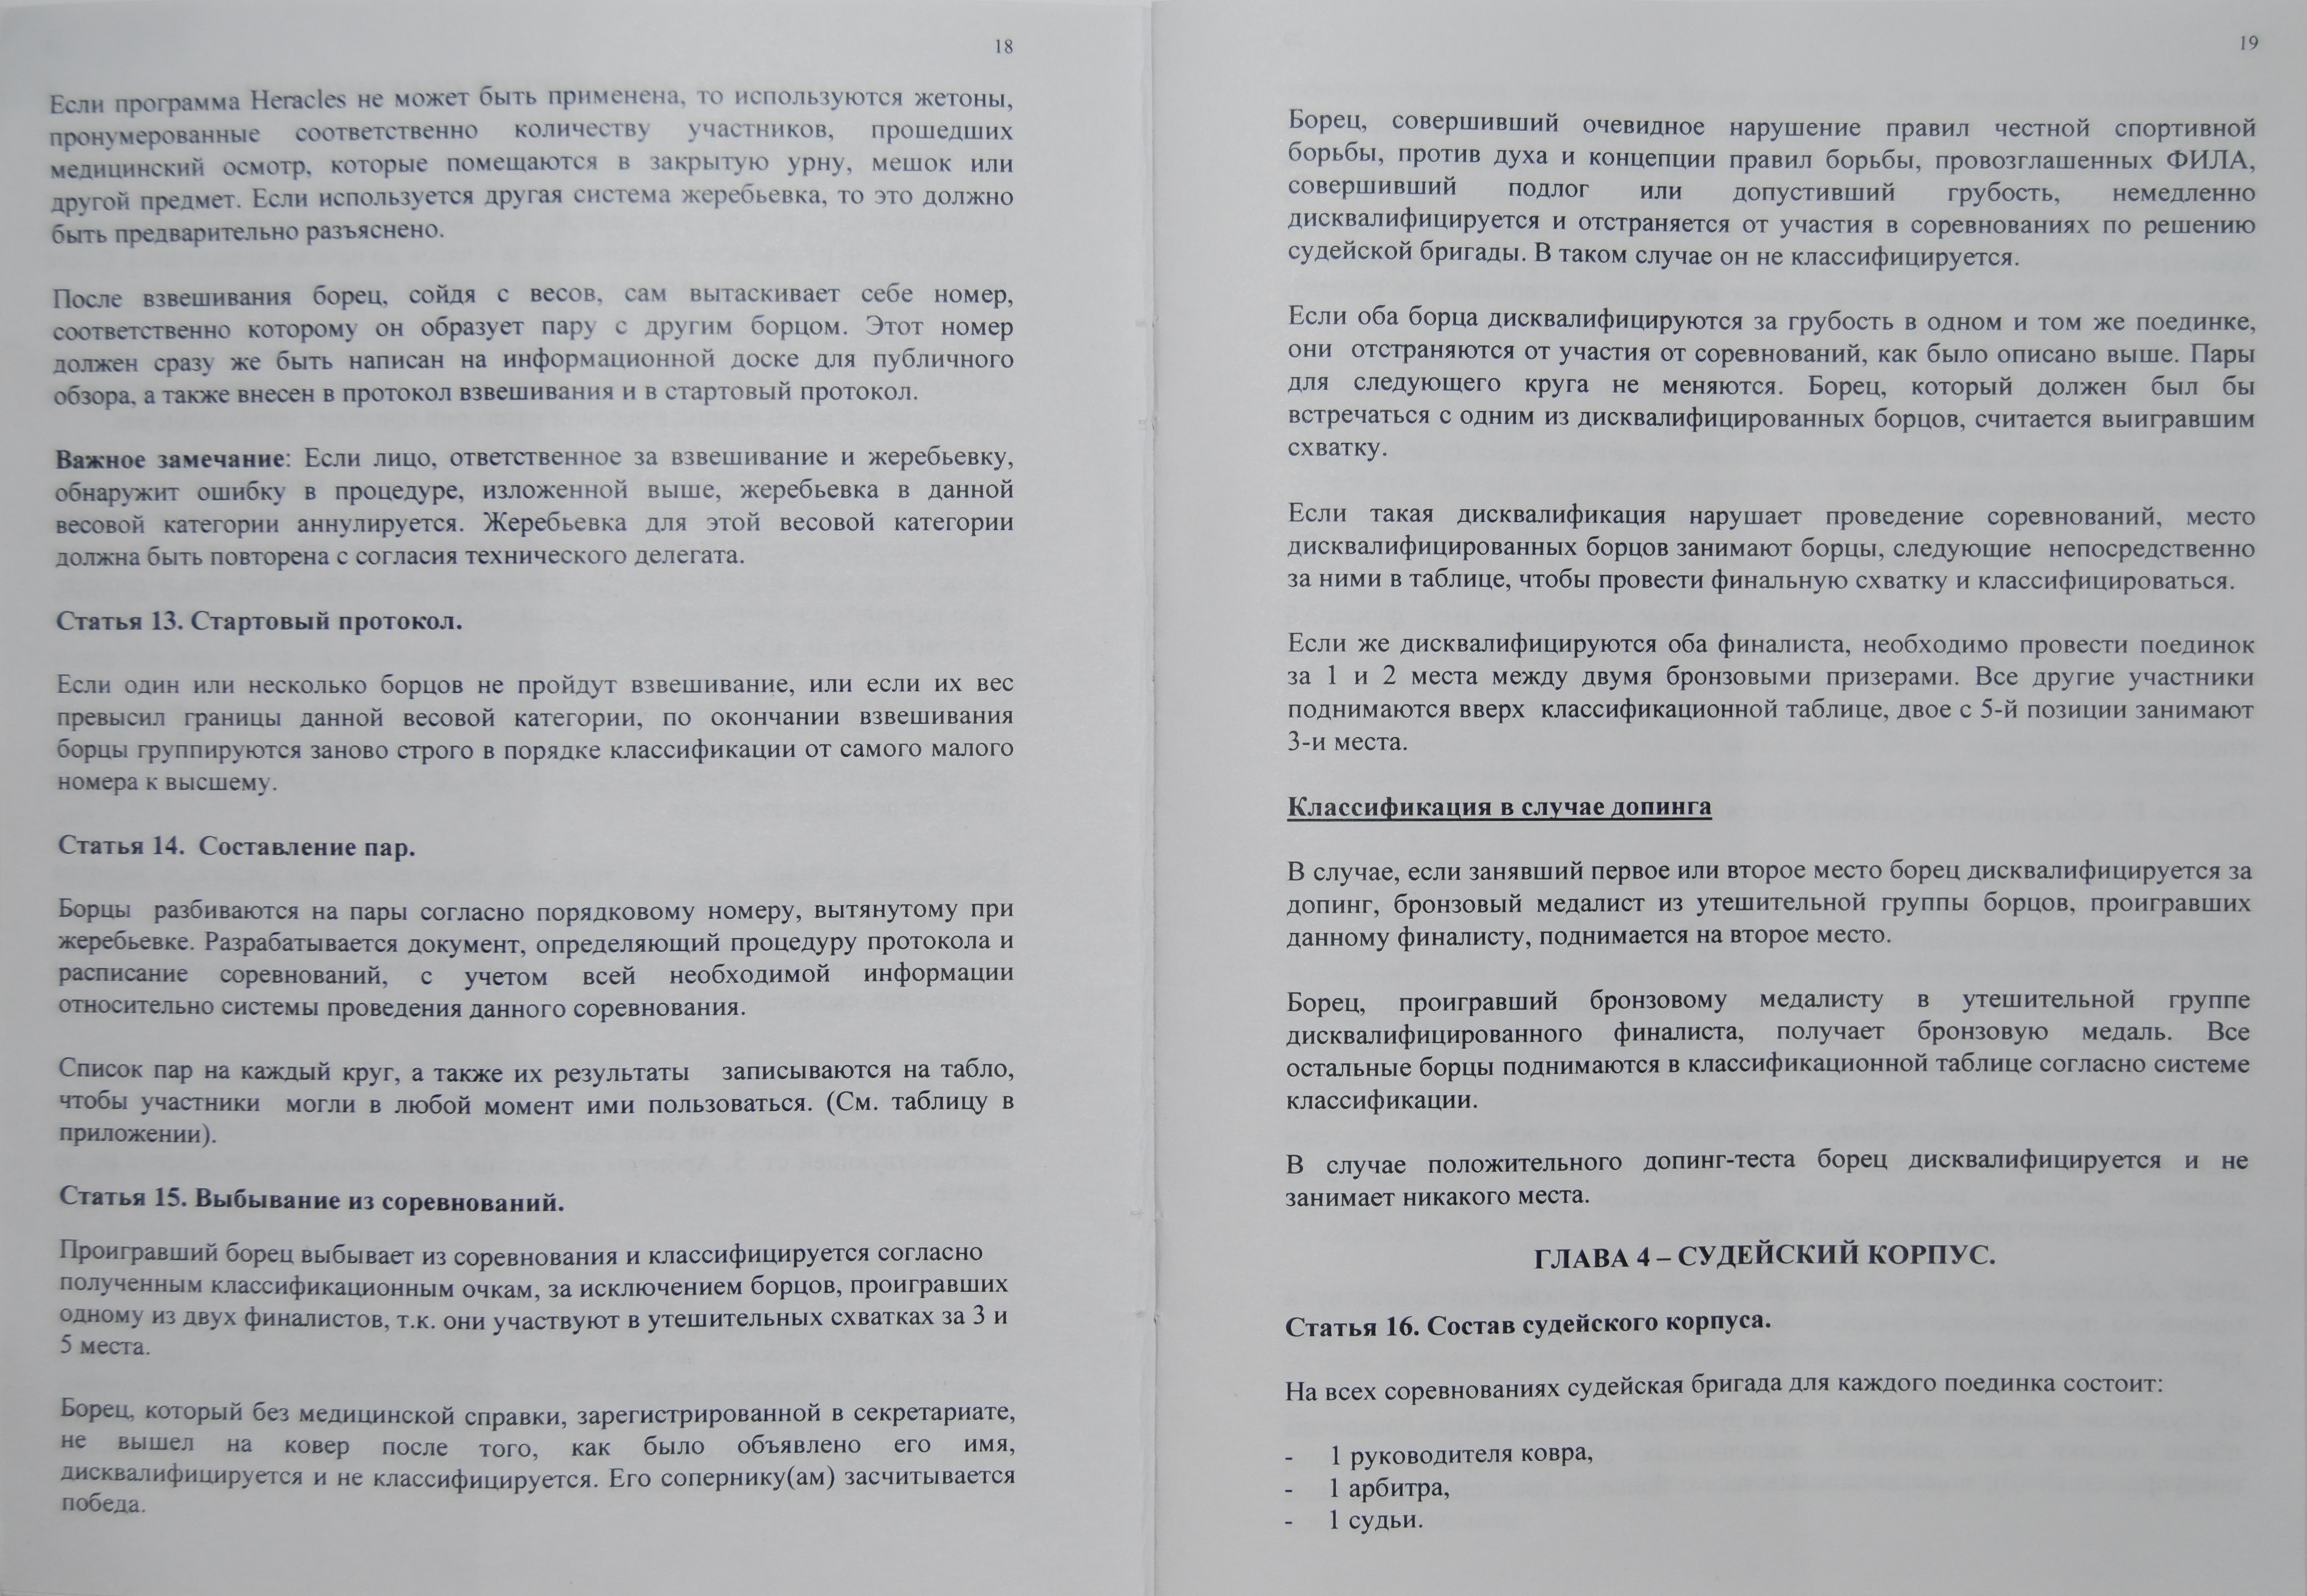 18
Если программа Heracles не может быть применена, то используются жетоны,
пронумерованные соответственно количеству участников, прошедших
медицинский осмотр, которые помещаются в закрытую урну, мешок или
другой предмет. Если используется другая система жеребьевка, то это должно
быть предварительно разъяснено.
После взвешивания борец, сойдя с весов, сам вытаскивает себе номер,
соответственно которому он образует пару с другим борцом. Этот номер
должен сразу же быть написан на информационной доске для публичного
обзора, а также внесен в протокол взвешивания и в стартовый протокол.
Важное замечание: Если лицо, ответственное за взвешивание и жеребьевку,
обнаружит ошибку в процедуре, изложенной выше, жеребьевка в данной
весовой категории аннулируется. Жеребьевка для этой весовой категории
должна быть повторена с согласия технического делегата.
Статья 13. Стартовый протокол.
Если один или несколько борцов не пройдут взвешивание, или если их вес
превысил границы данной весовой категории, по окончании взвешивания
борцы группируются заново строго в порядке классификации от самого малого
номера к высшему.
Статья 14. Составление пар.
Борцы разбиваются на пары согласно порядковому номеру, вытянутому при
жеребьевке. Разрабатывается документ, определяющий процедуру протокола и
расписание соревнований, с учетом всей необходимой информации
относительно системы проведения данного соревнования.
Список пар на каждый круг, а также их результаты записываются на табло,
чтобы участники могли в любой момент ими пользоваться. (См. таблицу в
приложении).
Статья 15. Выбывание из соревнований.
Проигравший борец выбывает из соревнования и классифицируется согласно
полученным классификационным очкам, за исключением борцов, проигравших
одному из двух финалистов, т.к. они участвуют в утешительных схватках за 3 и
5 места.
Борец, который без медицинской справки, зарегистрированной в секретариате,
не вышел на ковер после того, как было объявлено его имя,
дисквалифицируется и не классифицируется. Его сопернику(ам) засчитывается
победа.
19
Борец, совершивший очевидное нарушение правил честной спортивной
борьбы, против духа и концепции правил борьбы, провозглашенных ФИЛА,
совершивший подлог или допустивший грубость, немедленно
дисквалифицируется и отстраняется от участия в соревнованиях по решению
судейской бригады. В таком случае он не классифицируется.
Если оба борца дисквалифицируются за грубость в одном и том же поединке,
они отстраняются от участия от соревнований, как было описано выше. Пары
для следующего круга не меняются. Борец, который должен был бы
встречаться с одним из дисквалифицированных борцов, считается выигравшим
схватку.
Если такая дисквалификация нарушает проведение соревнований, место
дисквалифицированных борцов занимают борцы, следующие непосредственно
за ними в таблице, чтобы провести финальную схватку и классифицироваться.
Если же дисквалифицируются оба финалиста, необходимо провести поединок
за 1 и 2 места между двумя бронзовыми призерами. Все другие участники
поднимаются вверх классификационной таблице, двое с 5-й позиции занимают
3-и места.
Классификация в случае допинга
В случае, если занявший первое или второе место борец дисквалифицируется за
допинг, бронзовый медалист из утешительной группы борцов, проигравших
данному финалисту, поднимается на второе место.
Борец, проигравший бронзовому медалисту в утешительной группе
дисквалифицированного финалиста, получает бронзовую медаль. Все
остальные борцы поднимаются в классификационной таблице согласно системе
классификации.
В случае положительного допинг-теста борец дисквалифицируется и не
занимает никакого места.
ГЛАВА 4 – СУДЕЙСКИЙ КОРПУС.
Статья 16. Состав судейского корпуса.
На всех соревнованиях судейская бригада для каждого поединка состоит:
- 1 руководителя ковра,
- 1 арбитра,
- 1 судьи.